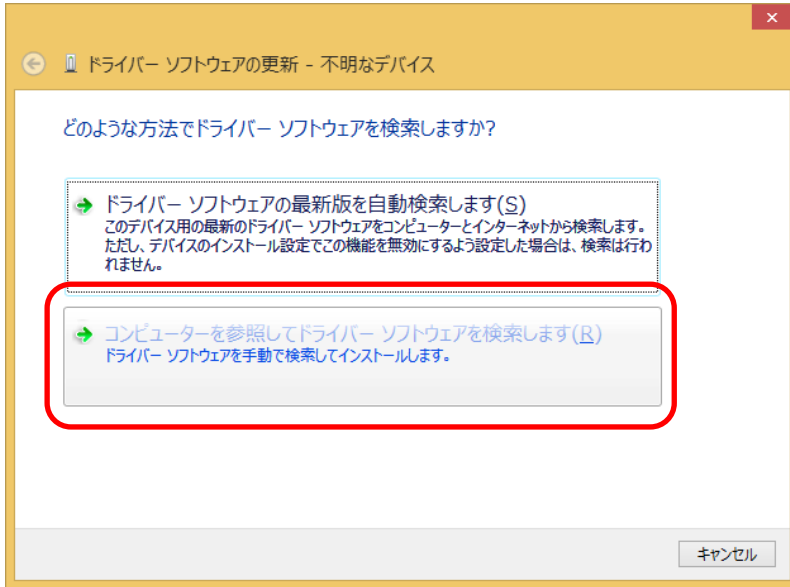 ドライバー ソフトウェアの更新 - 不明なデバイス
どのような方法でドライバー ソフトウェアを検索しますか?
ドライバー ソフトウェアの最新版を自動検索します(S)
このデバイス用の最新のドライバー ソフトウェアをコンピューターとインターネットから検索します。
ただし、デバイスのインストール設定でこの機能を無効にするよう設定した場合は、検索は行わ
れません。
コンピューターを参照してドライバー ソフトウェアを検索します(R)
ドライバー ソフトウェアを手動で検索してインストールします。
キャンセル